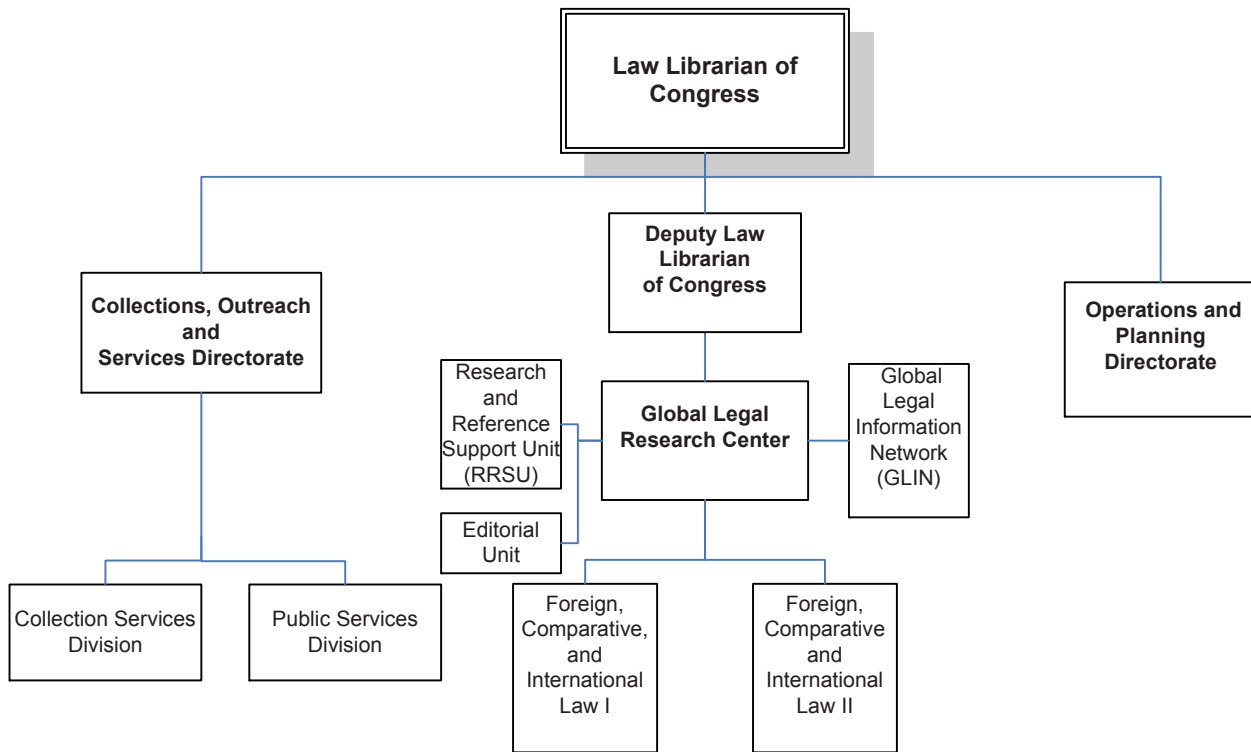 Law Librarian of
Congress
Deputy Law
Librarian
of Congress
Collections, Outreach
and
Services Directorate
Operations and
Planning
Directorate
Research
and
Reference
Support Unit
(RRSU)
Global Legal
Research Center
Global
Legal
Information
Network
(GLIN)
Editorial
Unit
Collection Services
Division
Public Services
Division
Foreign,
Comparative,
and
International
Law I
Foreign,
Comparative
and
International
Law II